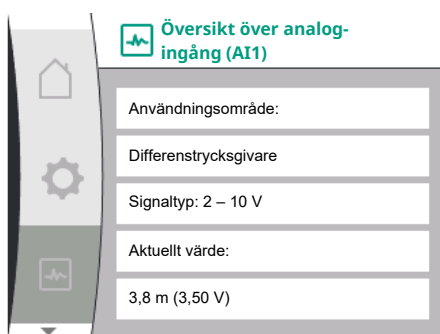 Översikt över analog-
ingång (AI1)
Användningsområde:
Differenstrycksgivare
Signaltyp: 2 – 10 V
Aktuellt värde:
3,8 m (3,50 V)